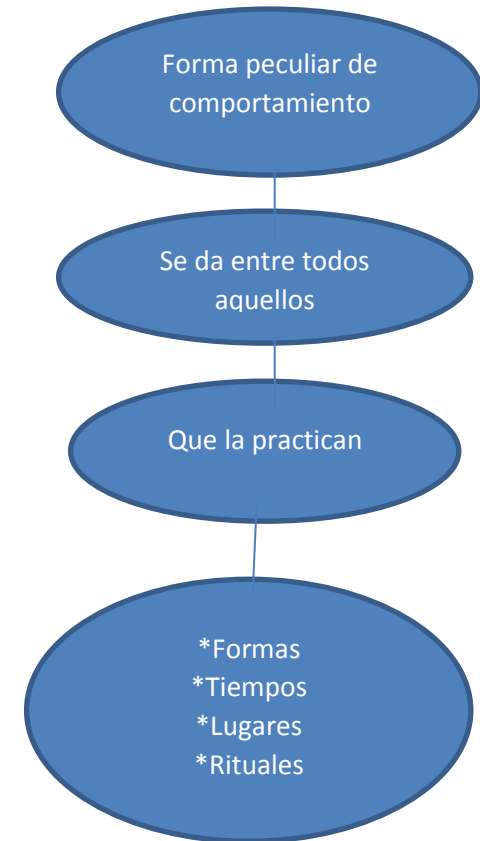 Forma peculiar de
comportamiento
Se da entre todos
aquellos
Que la practican
*Formas
*Tiempos
*Lugares
*Rituales